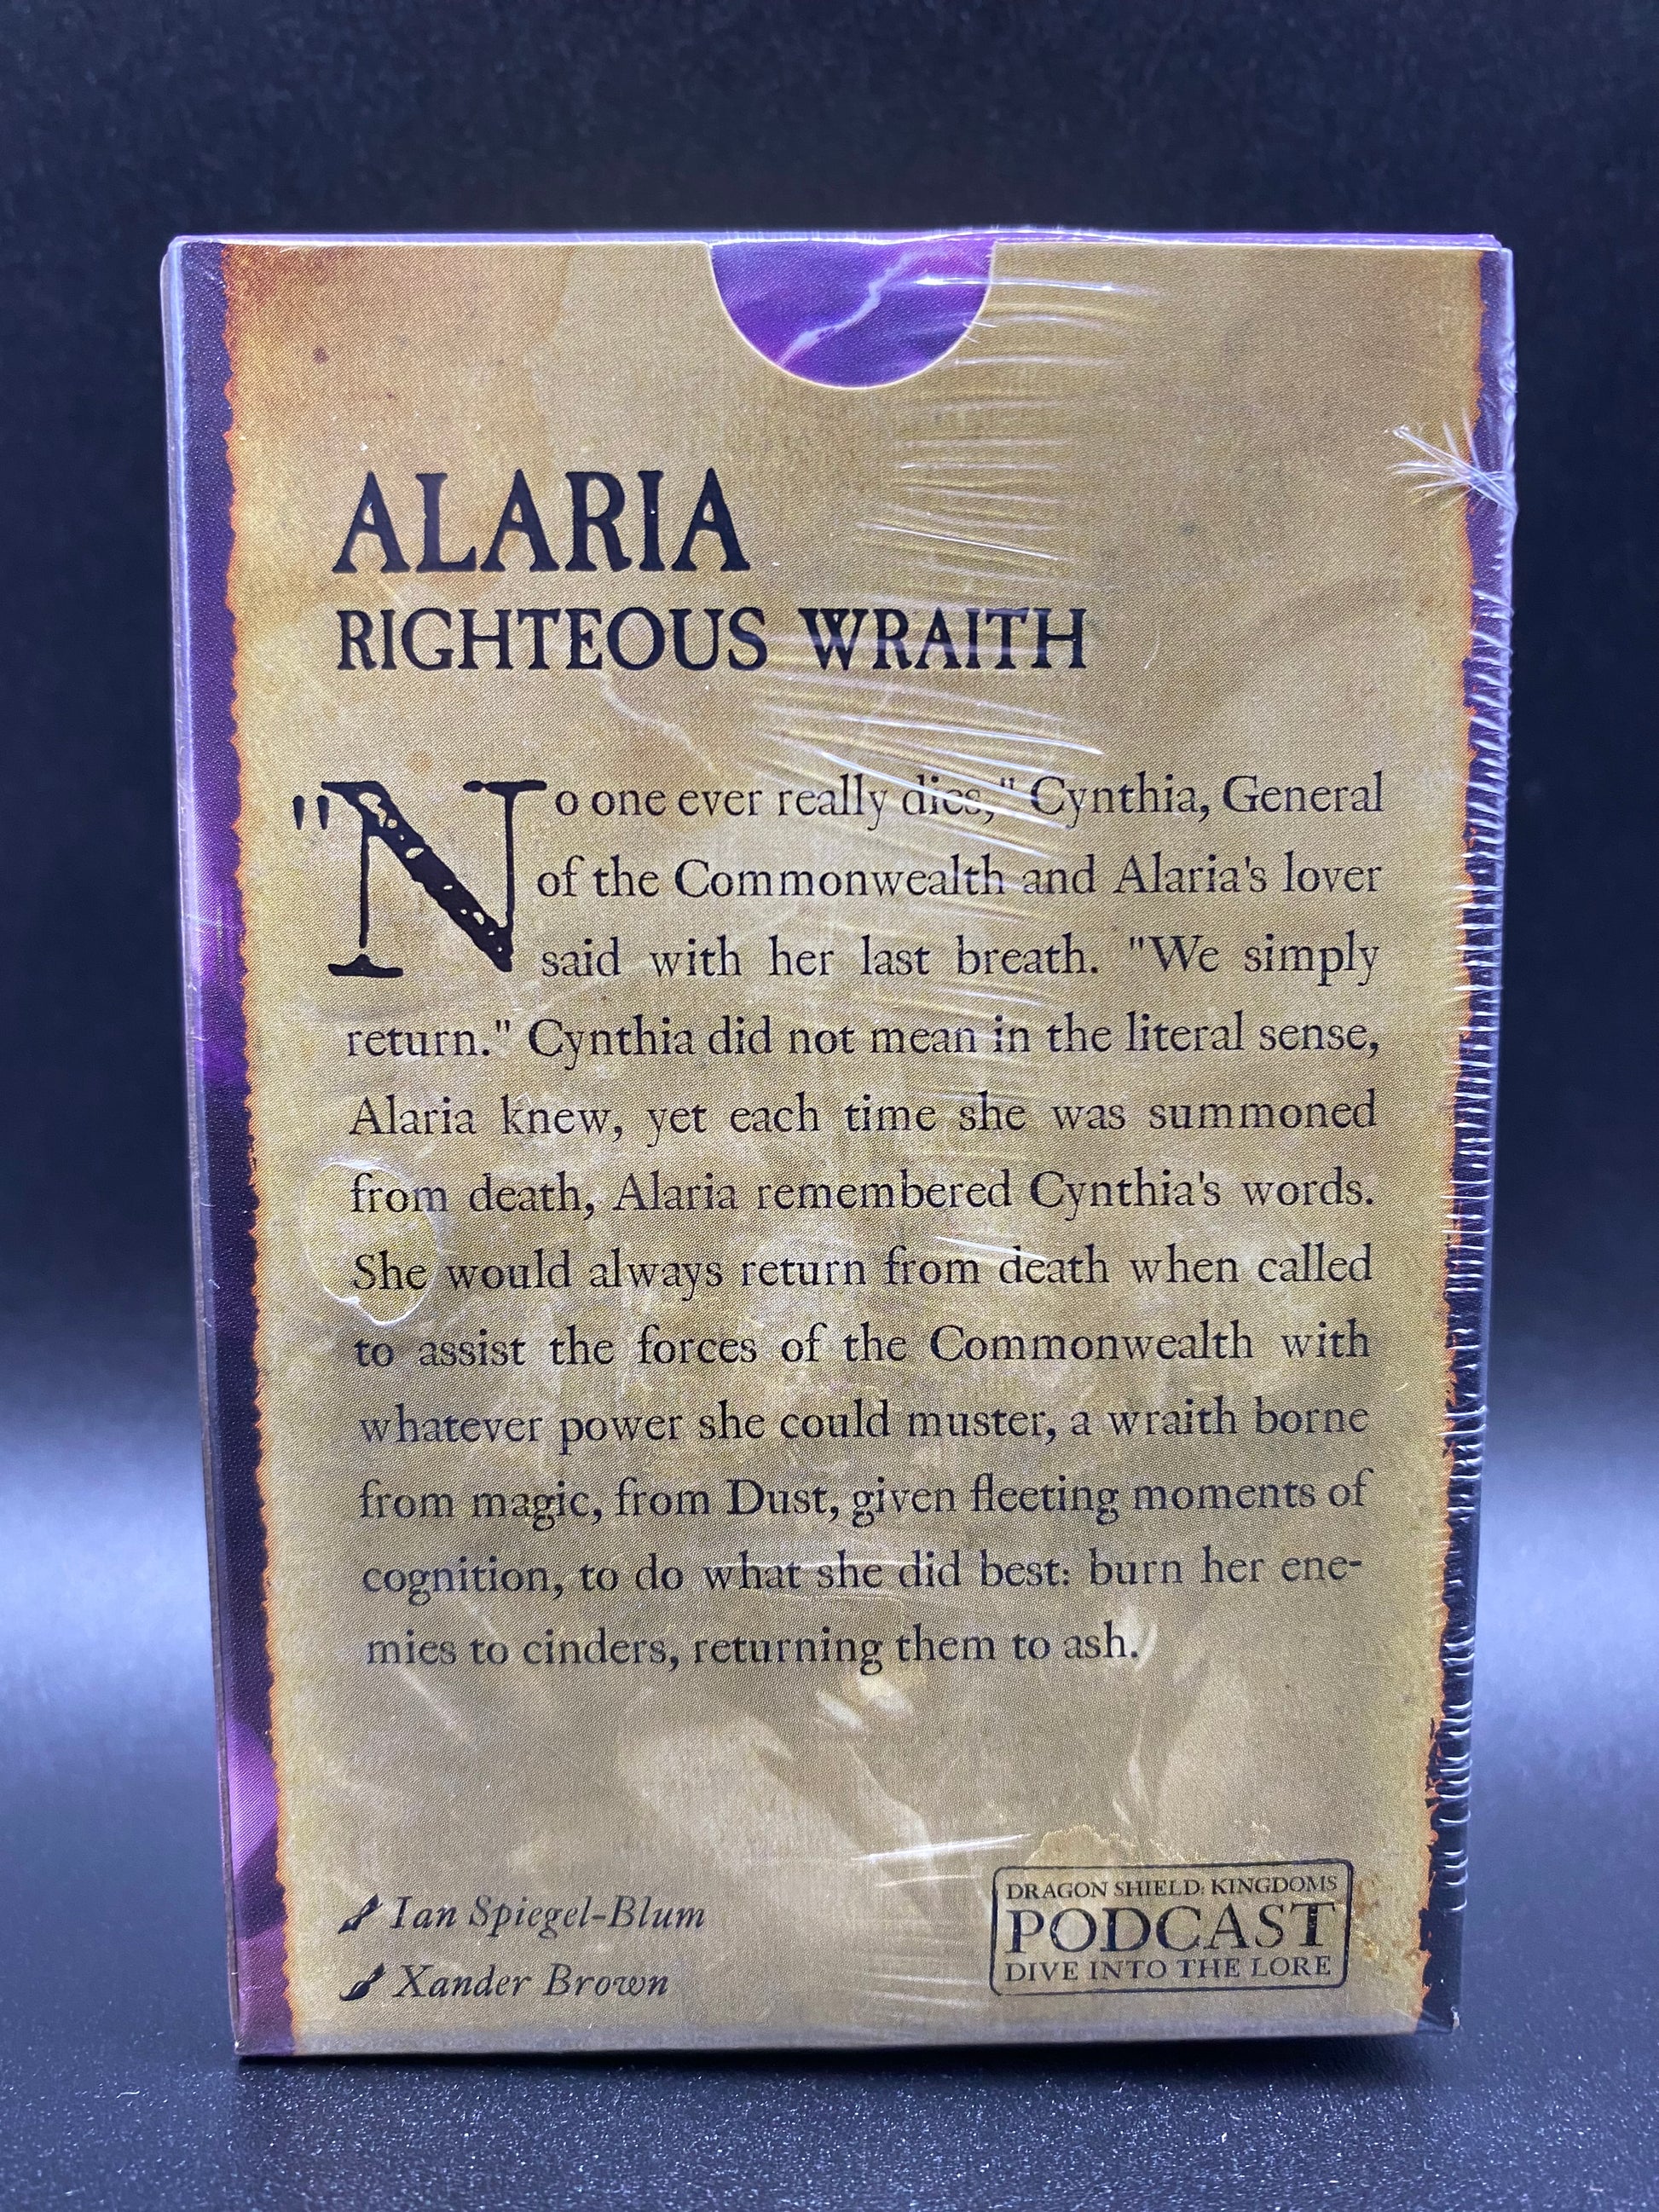 ALARIA
RIGHTEOUS WRAITH
"No one ever really dies," Cynthia, General
of the Commonwealth and Alaria's lover
said with her last breath. "We simply
return." Cynthia did not mean in the literal sense,
Alaria knew, yet each time she was summoned
from death, Alaria remembered Cynthia's words.
She would always return from death when called
to assist the forces of the Commonwealth with
whatever power she could muster, a wraith borne
from magic, from Dust, given fleeting moments of
cognition, to do what she did best: burn her ene-
mies to cinders, returning them to ash.
Ian Spiegel-Blum
Xander Brown
DRAGON SHIELD: KINGDOMS
PODCAST
DIVE INTO THE LORE